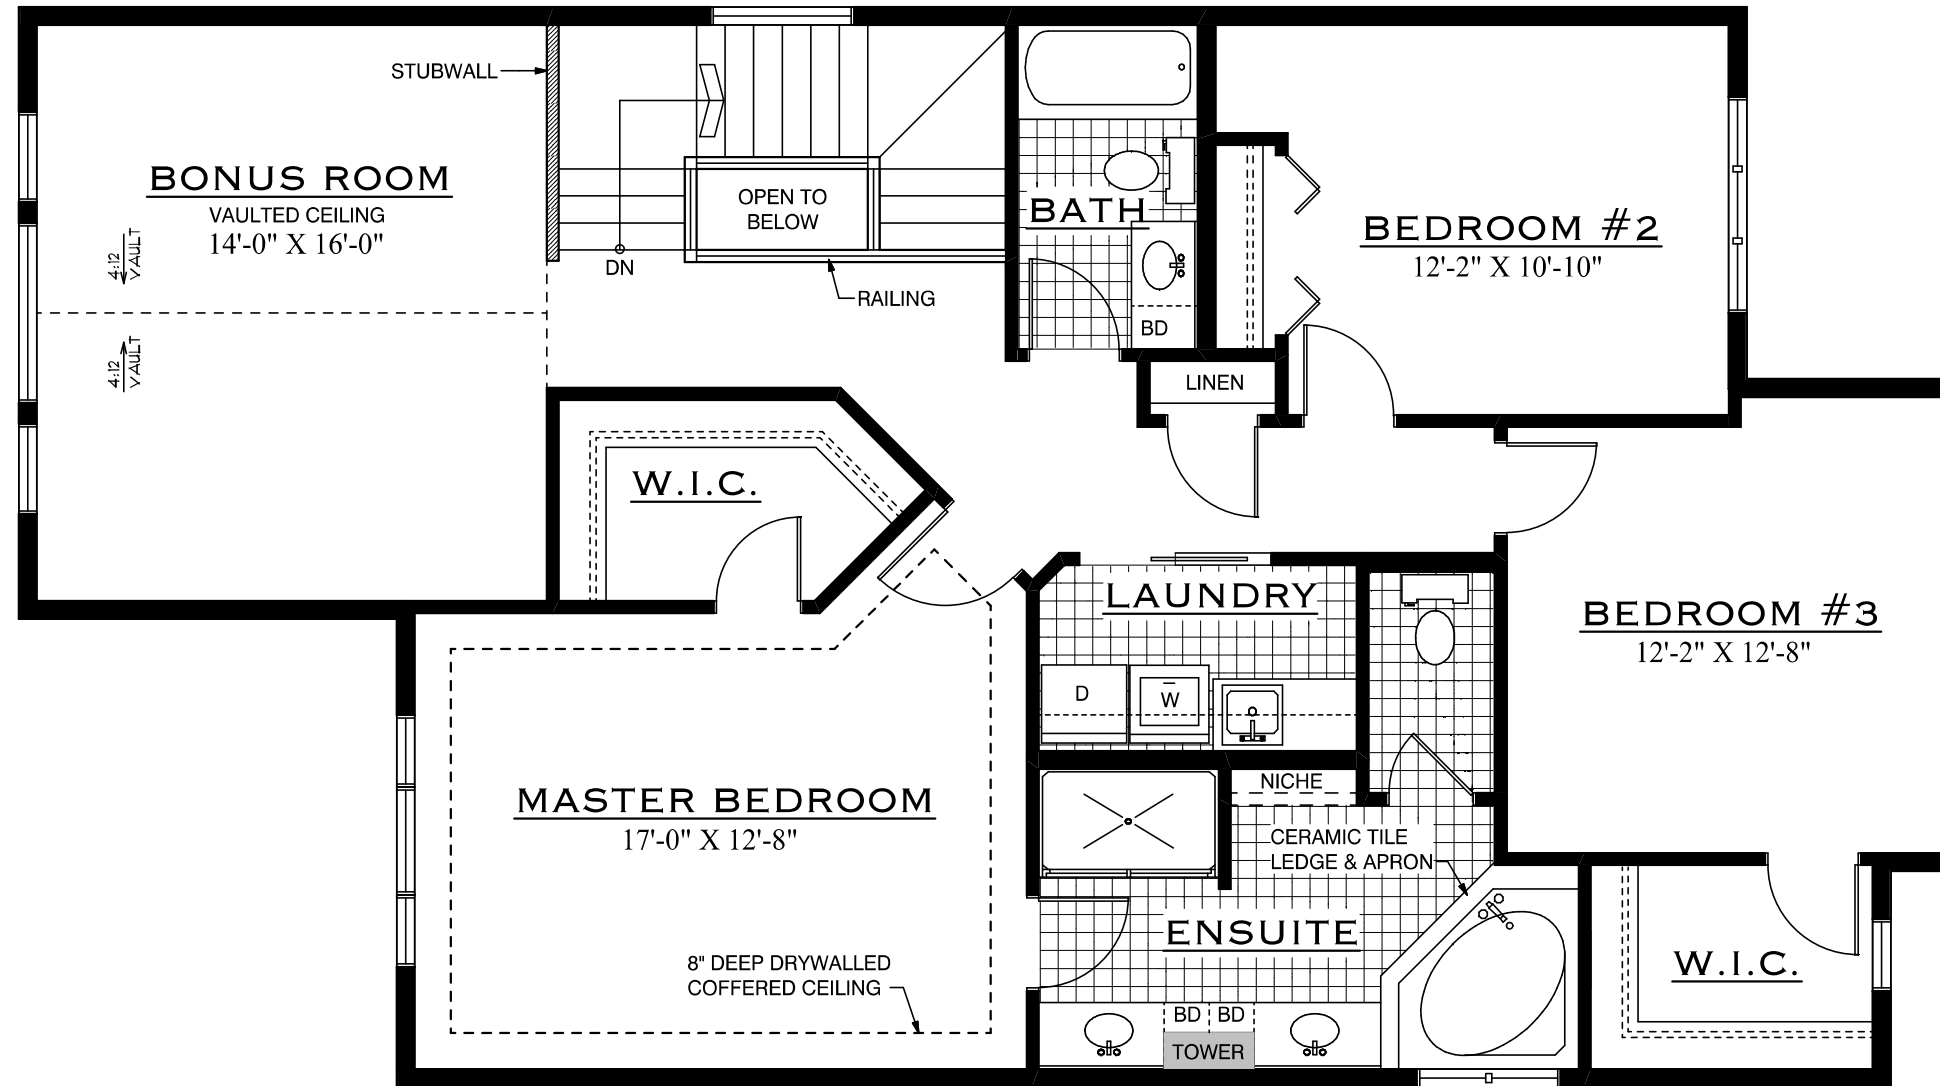 STUBWALL
BONUS ROOM
VAULTED CEILING
14'-0" X 16'-0"
4:12
VAULT
4:12
VAULT
DN
OPEN TO
BELOW
RAILING
BATH
BD
LINEN
BEDROOM #2
12'-2" X 10'-10"
W.I.C.
LAUNDRY
D
W
BEDROOM #3
12'-2" X 12'-8"
MASTER BEDROOM
17'-0" X 12'-8"
8" DEEP DRYWALLED
COFFERED CEILING
NICHE
CERAMIC TILE
LEDGE & APRON
ENSUITE
BD BD
TOWER
W.I.C.